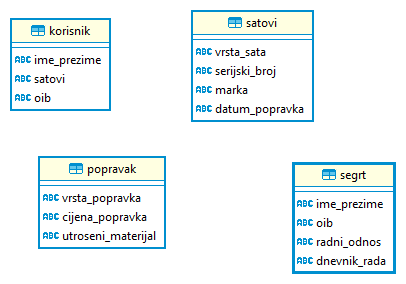 korisnik
ABC ime_prezime
ABC satovi
ABC oib
satovi
ABC vrsta_sata
ABC serijski_broj
ABC marka
ABC datum_popravka
popravak
ABC vrsta_popravka
ABC cijena_popravka
ABC utroseni_materijal
segrt
ABC ime_prezime
ABC oib
ABC radni_odnos
ABC dnevnik_rada